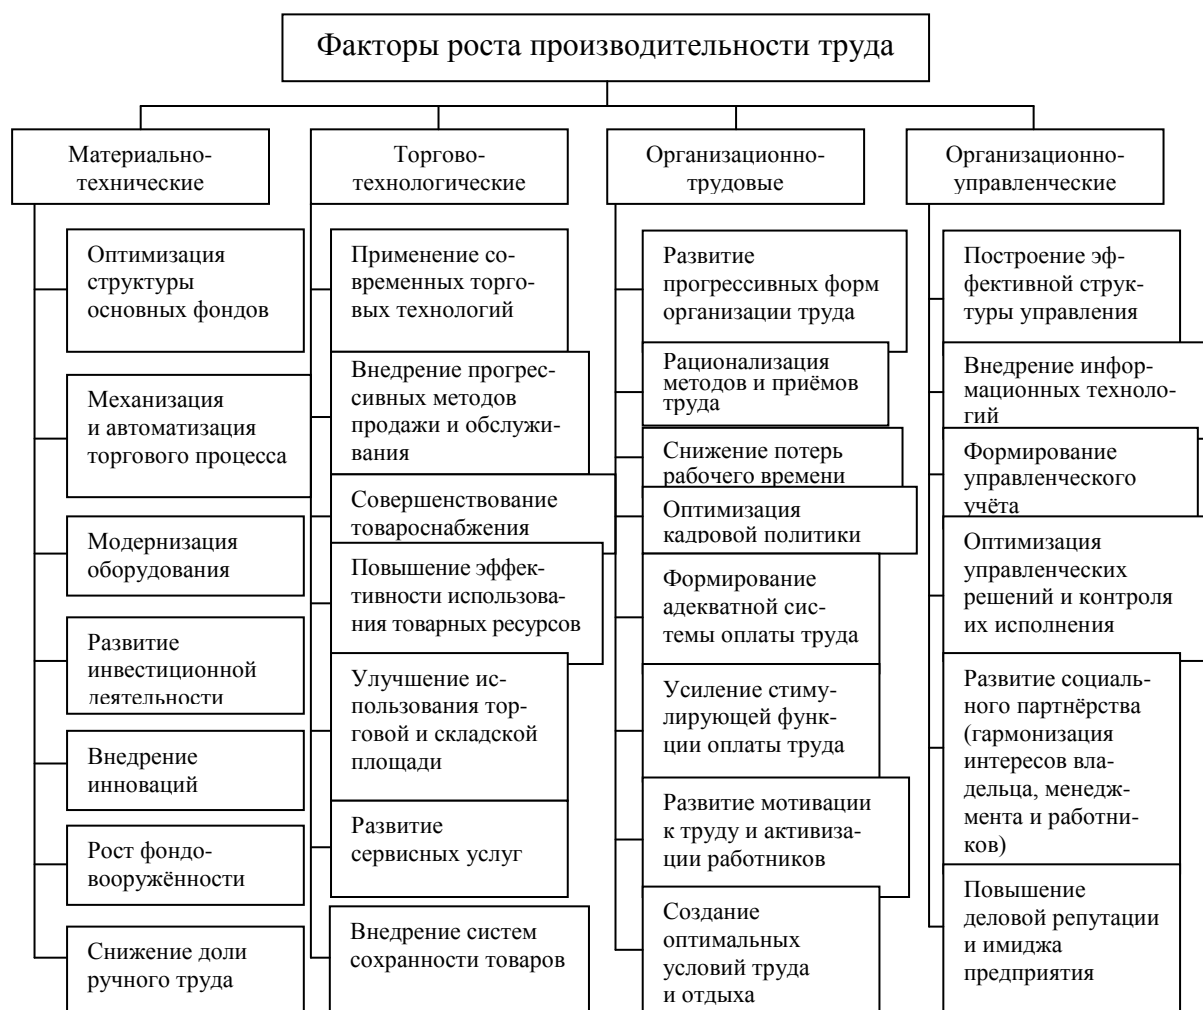 Факторы роста производительности труда
Материально-
технические
Оптимизация
структуры
основных фондов
Механизация
и автоматизация
торгового процесса
Модернизация
оборудования
Развитие
инвестиционной
деятельности
Внедрение
инноваций
Рост фондо-
вооружённости
Снижение доли
ручного труда
Торгово-
технологические
Применение со-
временных торго-
вых технологий
Внедрение прогрес-
сивных методов
продажи и обслужи-
вания
Совершенствование
товароснабжения
Повышение эффек-
тивности использова-
ния товарных ресурсов
Улучшение ис-
пользования тор-
говой и складской
площади
Развитие
сервисных услуг
Внедрение систем
сохранности товаров
Организационно-
трудовые
Развитие
прогрессивных форм
организации труда
Рационализация
методов и приёмов
труда
Снижение потерь
рабочего времени
Оптимизация
кадровой политики
Формирование
адекватной сис-
темы оплаты труда
Усиление стиму-
лирующей функ-
ции оплаты труда
Развитие мотивации
к труду и активиза-
ции работников
Создание
оптимальных
условий труда
и отдыха
Организационно-
управленческие
Построение эф-
фективной струк-
туры управления
Внедрение инфор-
мационных техноло-
гий
Формирование
управленческого
учёта
Оптимизация
управленческих
решений и контроля
их исполнения
Развитие социаль-
ного партнёрства
(гармонизация
интересов вла-
дельца, менедж-
мента и работни-
ков)
Повышение
деловой репутации
и имиджа
предприятия